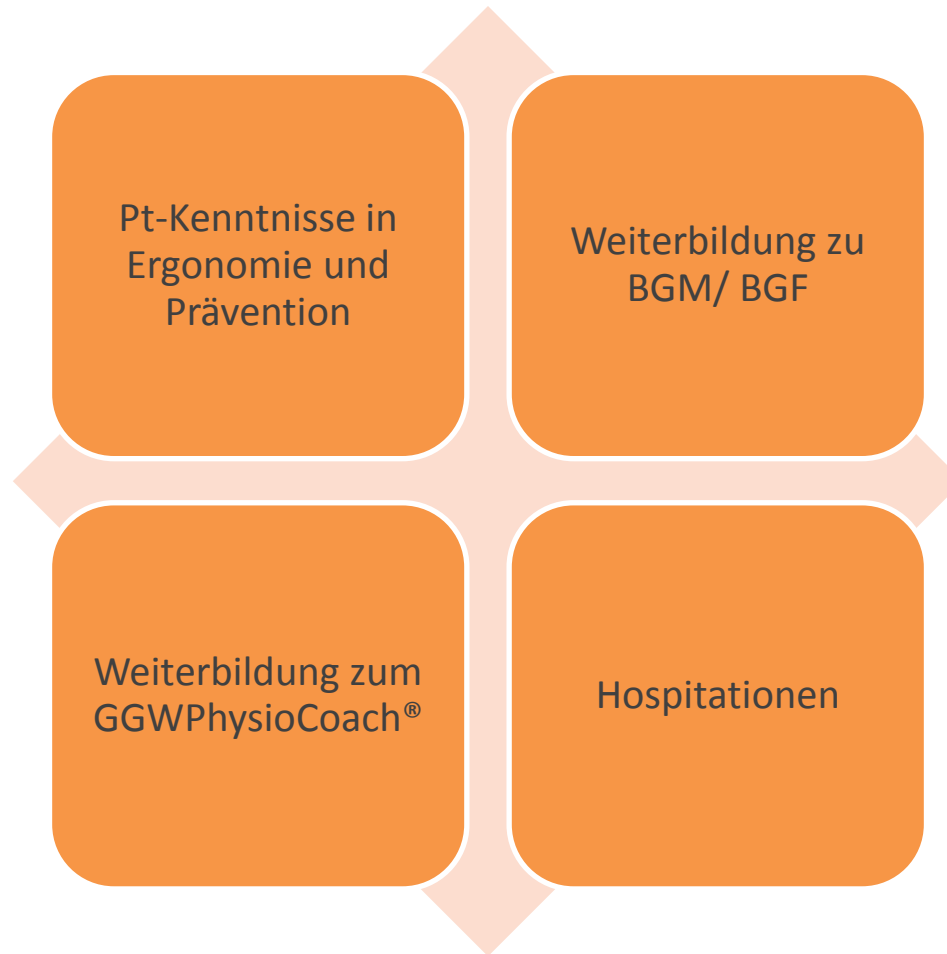 Pt-Kenntnisse in
Ergonomie und
Prävention
Weiterbildung zu
BGM/ BGF
Weiterbildung zum
GGWPhysioCoach®
Hospitationen